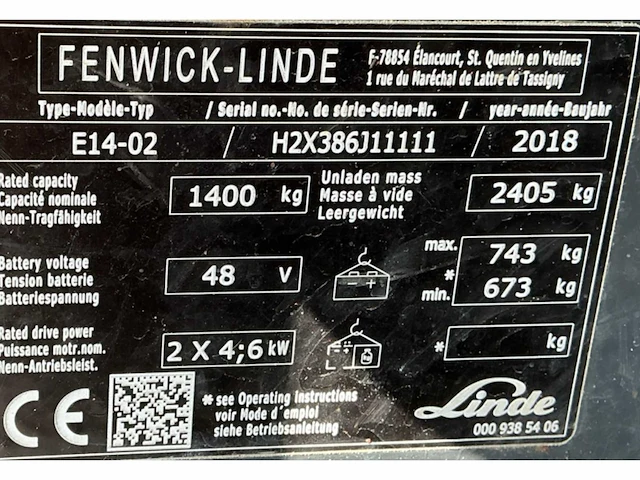 FENWICK-LINDE
F-78854 Élancourt, St. Quentin en Yvelines
1 rue du Maréchal de Lattre de Tassigny
Type-Modèle-Typ / Serial no.-No. de série-Serien-Nr. / year-année-Baujahr
E14-02 / H2X386J11111 / 2018
Rated capacity
Capacité nominale
Nenn-Tragfähigkeit
1400 kg
Unladen mass
Masse à vide
Leergewicht
2405 kg
Battery voltage
Tension batterie
Batteriespannung
48 V
- +
max. 743 kg
*
min. 673 kg
Rated drive power
Puissance motr.nom.
Nenn-Antriebsleist.
2 X 4;6 kW
- +
* kg
CE
* see Operating Instructions
voir Mode d'emploi
siehe Betriebsanleitung
Linde
000 938 54 06